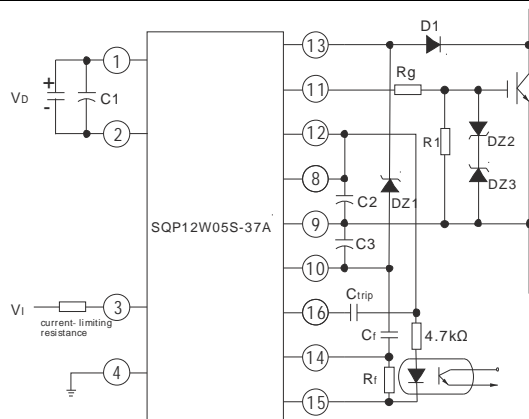 D1
13
1
+
Rg
11
VD
C1
R1
-
12
DZ2
2
8
DZ3
C2
DZ1
SQP12W05S-37A
9
C3
10
Ctrip
VI
3
16
current- limiting
resistance
Cf
4.7kΩ
14
4
Rf
15